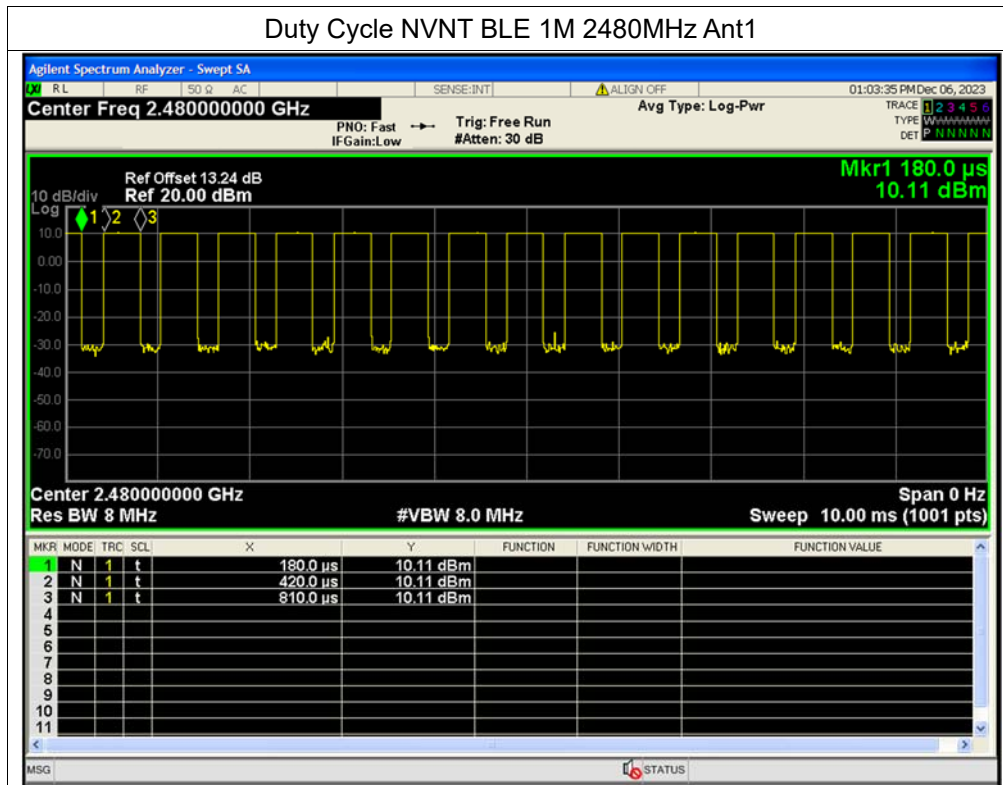 Duty Cycle NVNT BLE 1M 2480MHz Ant1
Agilent Spectrum Analyzer - Swept SA
LXI RL RF 50 Ω AC SENSE:INT ALIGN OFF 01:03:35 PM Dec 06, 2023
Center Freq 2.480000000 GHz Avg Type: Log-Pwr TRACE 1 2 3 4 5 6
PNO: Fast Trig: Free Run TYPE W
IFGain:Low #Atten: 30 dB DET P N N N N N
Mkr1 180.0 µs
10.11 dBm
Ref Offset 13.24 dB
10 dB/div Ref 20.00 dBm
Log
1 2 3
10.0
0.00
-10.0
-20.0
-30.0
-40.0
-50.0
-60.0
-70.0
Center 2.480000000 GHz Span 0 Hz
Res BW 8 MHz #VBW 8.0 MHz Sweep 10.00 ms (1001 pts)
MKR MODE TRC SCL X Y FUNCTION FUNCTION WIDTH FUNCTION VALUE
1 N 1 t 180.0 µs 10.11 dBm
2 N 1 t 420.0 µs 10.11 dBm
3 N 1 t 810.0 µs 10.11 dBm
4
5
6
7
8
9
10
11
MSG STATUS